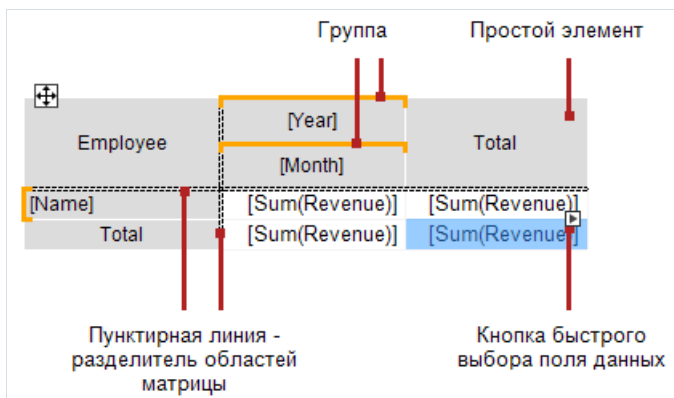 Группа
Простой элемент
[Year]
Employee
Total
[Month]
[Name]
[Sum(Revenue)]
[Sum(Revenue)]
Total
[Sum(Revenue)]
[Sum(Revenue)]
Пунктирная линия -
разделитель областей
матрицы
Кнопка быстрого
выбора поля данных